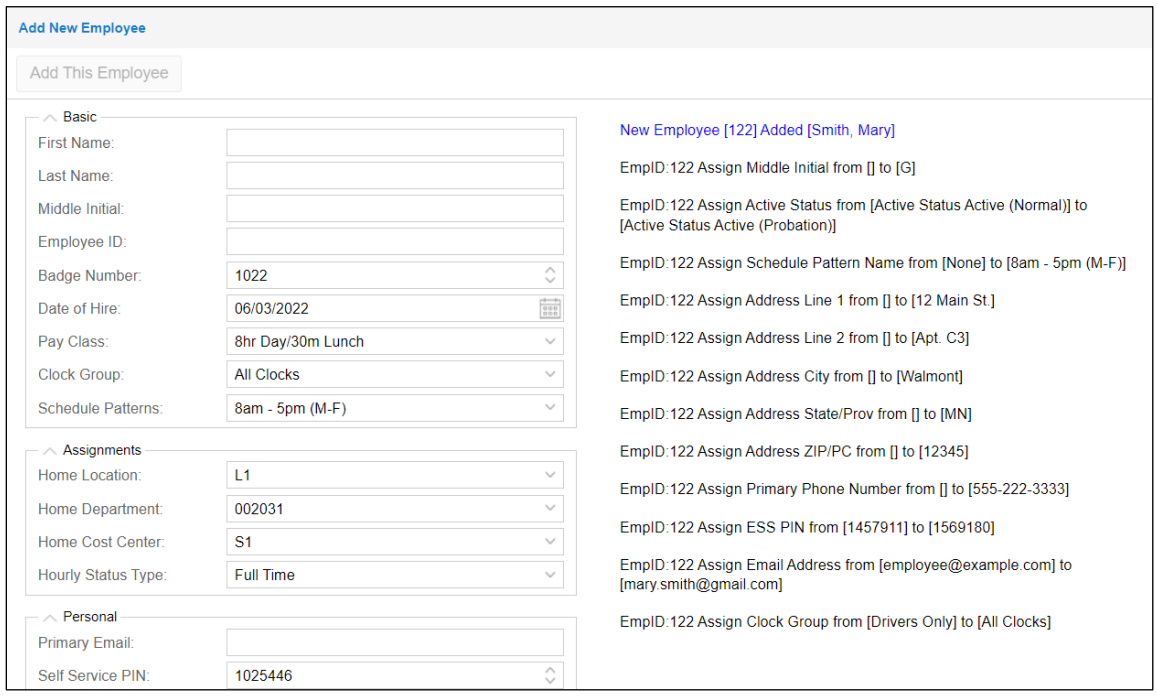 Add New Employee
Add This Employee
Basic
First Name:
Last Name:
Middle Initial:
Employee ID:
Badge Number: 1022
Date of Hire: 06/03/2022
Pay Class: 8hr Day/30m Lunch
Clock Group: All Clocks
Schedule Patterns: 8am - 5pm (M-F)
Assignments
Home Location: L1
Home Department: 002031
Home Cost Center: S1
Hourly Status Type: Full Time
Personal
Primary Email:
Self Service PIN: 1025446
New Employee [122] Added [Smith, Mary]
EmpID:122 Assign Middle Initial from [] to [G]
EmpID:122 Assign Active Status from [Active Status Active (Normal)] to
[Active Status Active (Probation)]
EmpID:122 Assign Schedule Pattern Name from [None] to [8am - 5pm (M-F)]
EmpID:122 Assign Address Line 1 from [] to [12 Main St.]
EmpID:122 Assign Address Line 2 from [] to [Apt. C3]
EmpID:122 Assign Address City from [] to [Walmont]
EmpID:122 Assign Address State/Prov from [] to [MN]
EmpID:122 Assign Address ZIP/PC from [] to [12345]
EmpID:122 Assign Primary Phone Number from [] to [555-222-3333]
EmpID:122 Assign ESS PIN from [1457911] to [1569180]
EmpID:122 Assign Email Address from [employee@example.com] to
[mary.smith@gmail.com]
EmpID:122 Assign Clock Group from [Drivers Only] to [All Clocks]